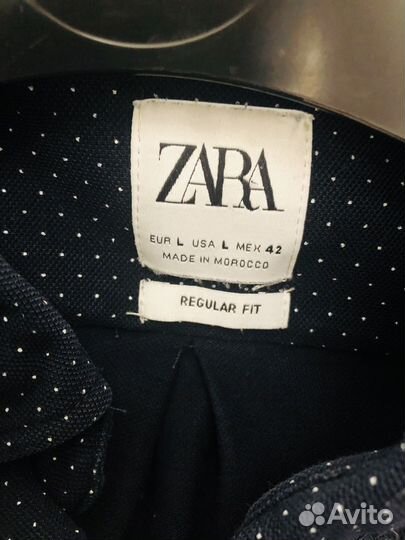 ZARA
EUR L USA L MEX 42
MADE IN MOROCCO
REGULAR FIT
Avito